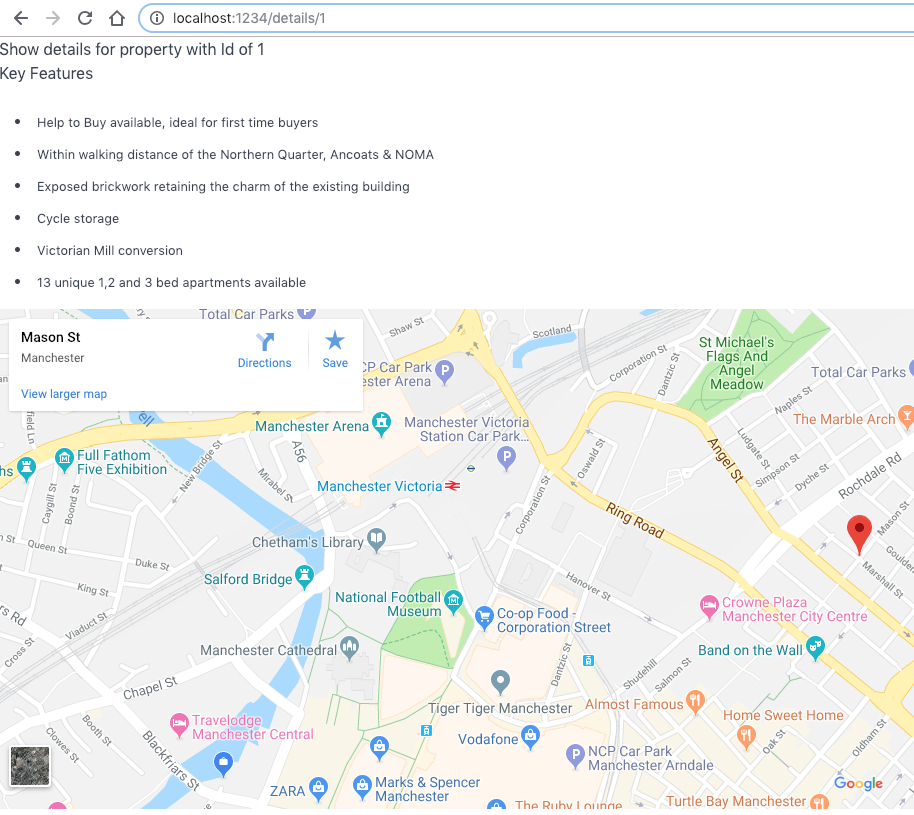 localhost:1234/details/1
Show details for property with Id of 1
Key Features
• Help to Buy available, ideal for first time buyers
• Within walking distance of the Northern Quarter, Ancoats & NOMA
• Exposed brickwork retaining the charm of the existing building
• Cycle storage
• Victorian Mill conversion
• 13 unique 1,2 and 3 bed apartments available
Mason St
Manchester
Directions
Save
View larger map
Total Car Parks
P
Shaw St
Scotland
St Michael's
Flags And
Angel
Meadow
CP Car Park
ester Arena
P
Corporation St
Dantzic St
Total Car Parks
Naples St
The Marble Arch
Manchester Arena
Manchester Victoria
Station Car Park...
P
field Ln
ell
A56
Full Fathom
Five Exhibition
hs
New Bridge St
Oswald St
Angel St
Ludgate St
Simpson St
Dyche St
Rochdale Rd
Caygill St
Boond St
Mirabel St
Manchester Victoria
Corporation St
Ring Road
Mason St
n St
Queen St
Chetham's Library
Duke St
Goulden
Marshall St
Salford Bridge
King St
Hanover St
National Football
Museum
Co-op Food -
Corporation Street
Crowne Plaza
Manchester City Centre
rs Rd
Viaduct St
Cross St
Manchester Cathedral
Dantzic St
Band on the Wall
Shudehill
Salmon St
Chapel St
Tiger Tiger Manchester
Almost Famous
Home Sweet Home
Travelodge
Manchester Central
Booth St
Clowes St
Blackfriars St
Vodafone
P
NCP Car Park
Manchester Arndale
Oak St
Oldham St
ZARA
Marks & Spencer
Manchester
Google
The Ruby Lounge
Turtle Bay Manchester